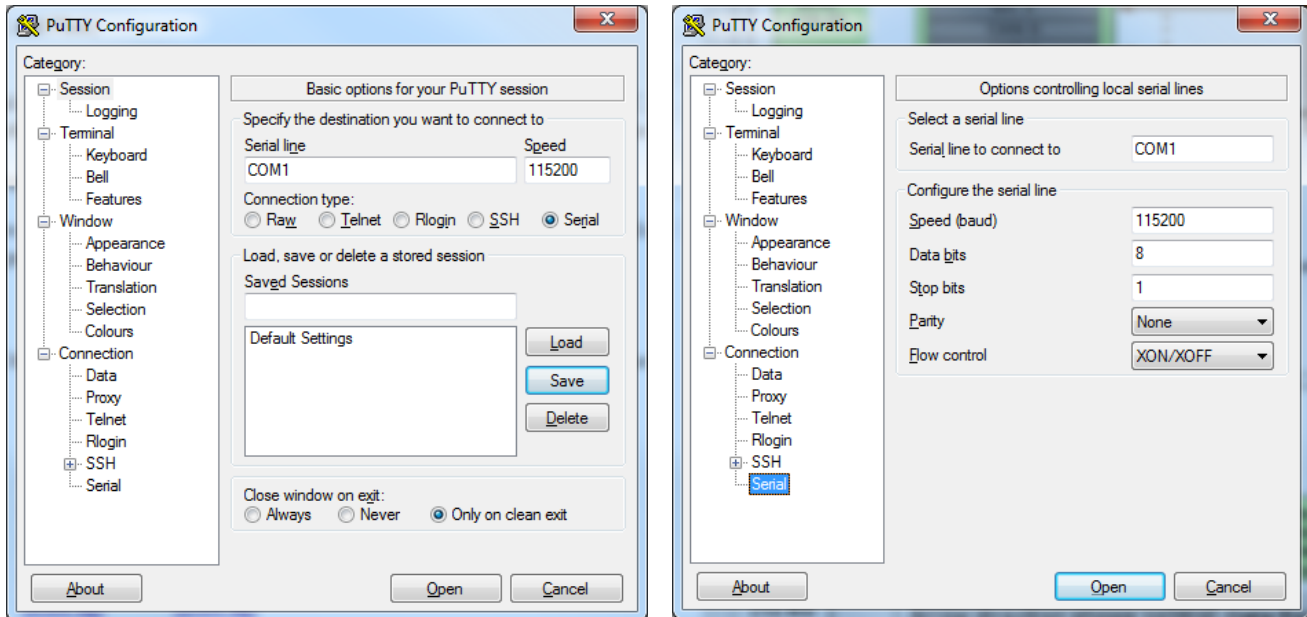 PuTTY Configuration
Category:
Session
Logging
Terminal
Keyboard
Bell
Features
Window
Appearance
Behaviour
Translation
Selection
Colours
Connection
Data
Proxy
Telnet
Rlogin
SSH
Serial
Basic options for your PuTTY session
Specify the destination you want to connect to
Serial line Speed
COM1 115200
Connection type:
Raw Telnet Rlogin SSH Serial
Load, save or delete a stored session
Saved Sessions
Default Settings
Load
Save
Delete
Close window on exit:
Always Never Only on clean exit
About Open Cancel
PuTTY Configuration
Category:
Session
Logging
Terminal
Keyboard
Bell
Features
Window
Appearance
Behaviour
Translation
Selection
Colours
Connection
Data
Proxy
Telnet
Rlogin
SSH
Serial
Options controlling local serial lines
Select a serial line
Serial line to connect to COM1
Configure the serial line
Speed (baud) 115200
Data bits 8
Stop bits 1
Parity None
Flow control XON/XOFF
About Open Cancel